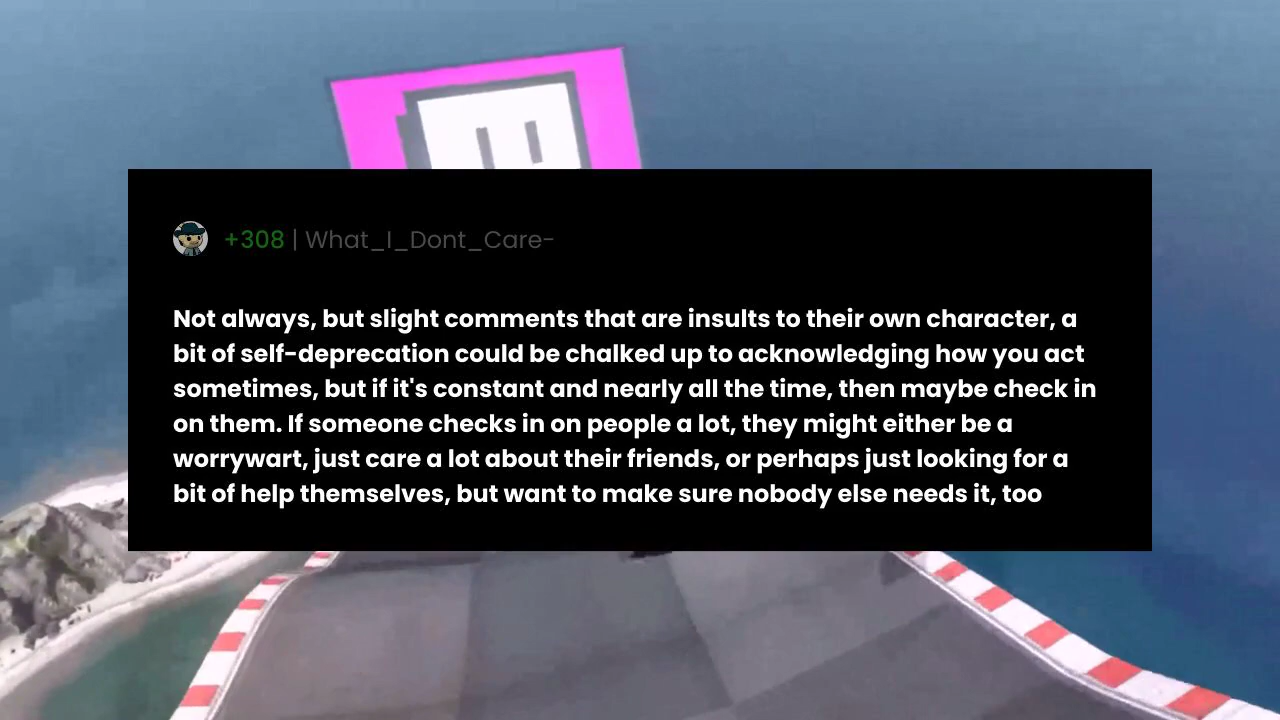 +308 | What_I_Dont_Care-
Not always, but slight comments that are insults to their own character, a
bit of self-deprecation could be chalked up to acknowledging how you act
sometimes, but if it's constant and nearly all the time, then maybe check in
on them. If someone checks in on people a lot, they might either be a
worrywart, just care a lot about their friends, or perhaps just looking for a
bit of help themselves, but want to make sure nobody else needs it, too